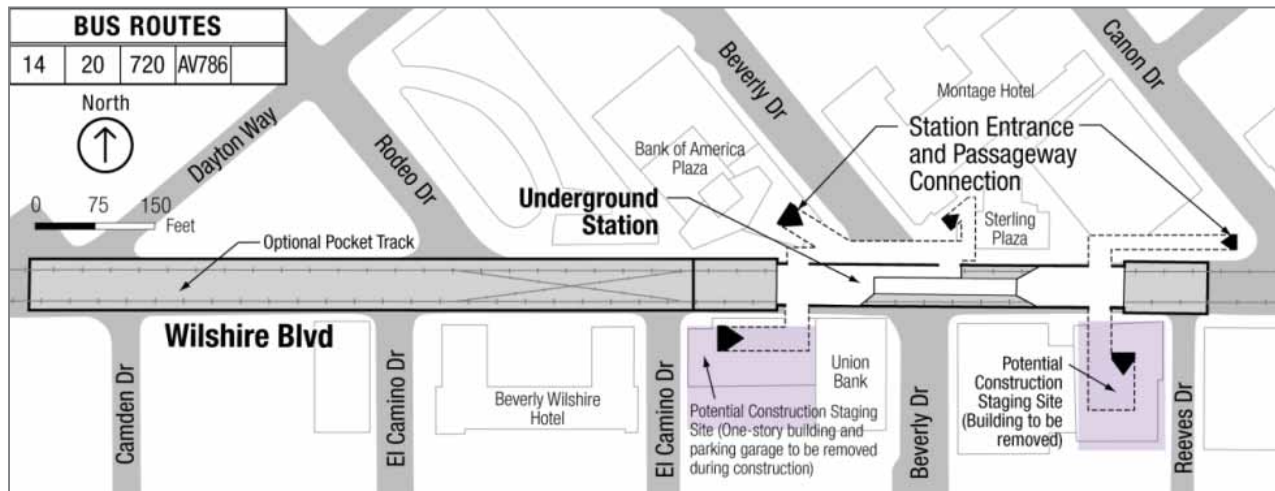 BUS ROUTES
14 20 720 AV786
North
0 75 150
Feet
Dayton Way
Rodeo Dr
Beverly Dr
Canon Dr
Montage Hotel
Bank of America
Plaza
Station Entrance
and Passageway
Connection
Underground
Station
Sterling
Plaza
Optional Pocket Track
Wilshire Blvd
Camden Dr
El Camino Dr
Beverly Wilshire
Hotel
El Camino Dr
Union
Bank
Potential Construction Staging
Site (One-story building and
parking garage to be removed
during construction)
Beverly Dr
Potential
Construction
Staging Site
(Building to be
removed)
Reeves Dr